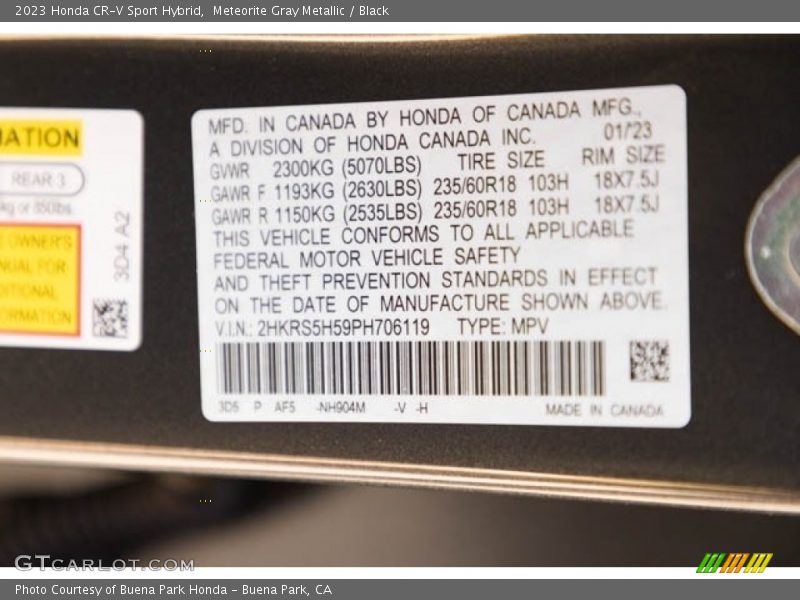 2023 Honda CR-V Sport Hybrid, Meteorite Gray Metallic / Black
MATION
REAR 3
kg or 850lbs.
OWNER'S
FOR
3D4 A2
MFD. IN CANADA BY HONDA OF CANADA MFG.,
A DIVISION OF HONDA CANADA INC. 01/23
GVWR 2300KG (5070LBS) TIRE SIZE RIM SIZE
GAWR F 1193KG (2630LBS) 235/60R18 103H 18X7.5J
GAWR R 1150KG (2535LBS) 235/60R18 103H 18X7.5J
THIS VEHICLE CONFORMS TO ALL APPLICABLE
FEDERAL MOTOR VEHICLE SAFETY
AND THEFT PREVENTION STANDARDS IN EFFECT
ON THE DATE OF MANUFACTURE SHOWN ABOVE.
V.I.N.: 2HKRS5H59PH706119 TYPE: MPV
3D5 P AF5 -NH904M -V -H MADE IN CANADA
GTCARLOT.COM
Photo Courtesy of Buena Park Honda - Buena Park, CA